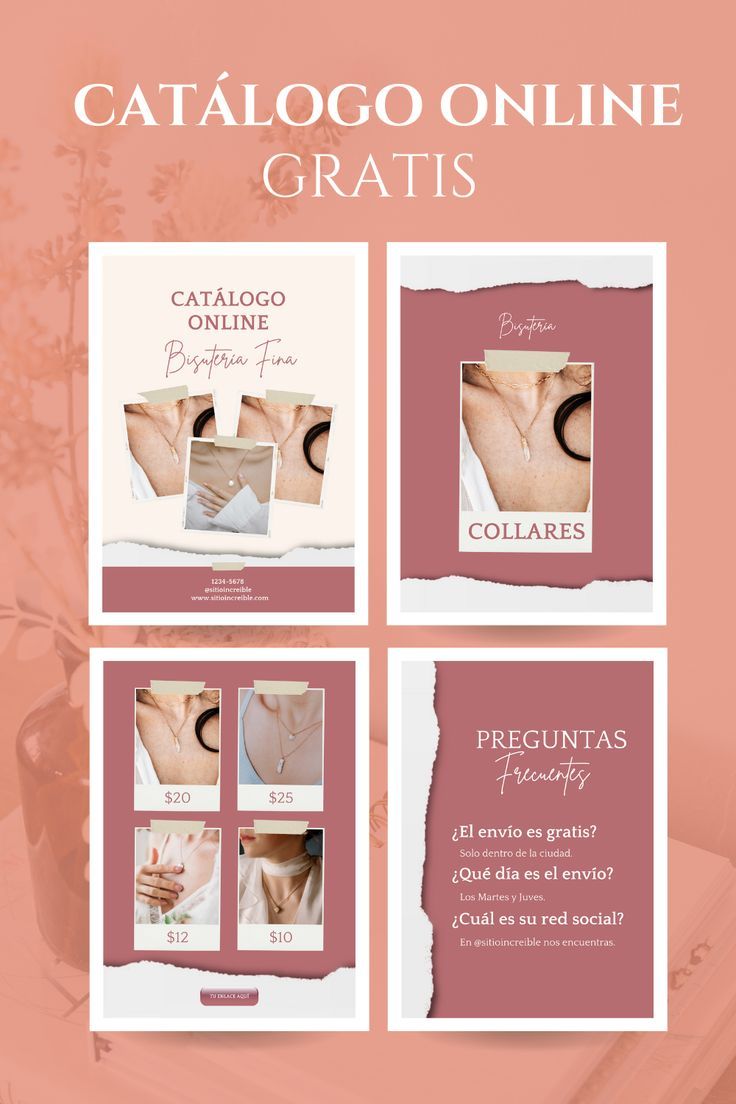 CATÁLOGO ONLINE
GRATIS
CATÁLOGO
ONLINE
Bisutería Fina
1234-5678
@sitioincreible
www.sitioincreible.com
Bisutería
COLLARES
$20
$25
$12
$10
TU ENLACE AQUÍ
PREGUNTAS
Frecuentes
¿El envío es gratis?
Solo dentro de la ciudad.
¿Qué día es el envío?
Los Martes y Juves.
¿Cuál es su red social?
En @sitioincreible nos encuentras.